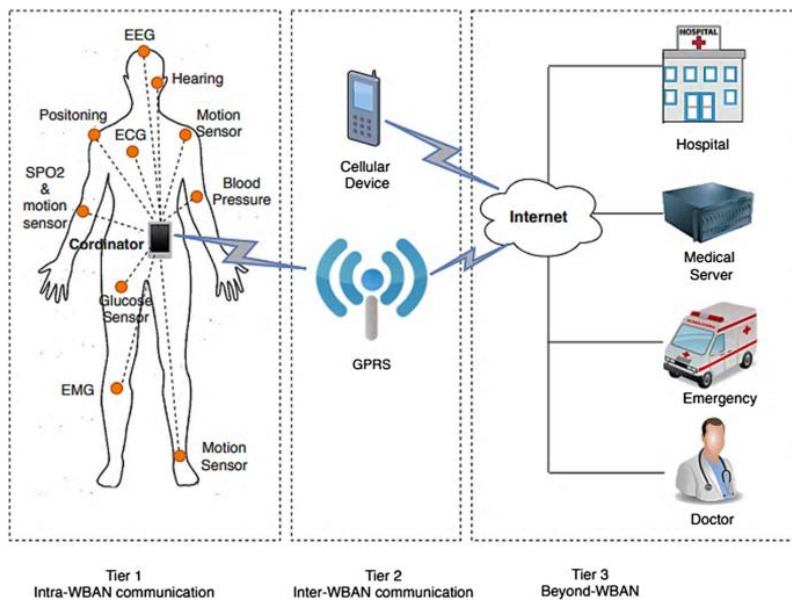 EEG
Hearing
Positoning
ECG
Motion
Sensor
SPO2
&
motion
sensor
Blood
Pressure
Cordinator
Glucose
Sensor
EMG
Motion
Sensor
Cellular
Device
GPRS
Internet
HOSPITAL
Hospital
Medical
Server
Emergency
Doctor
Tier 1
Intra-WBAN communication
Tier 2
Inter-WBAN communication
Tier 3
Beyond-WBAN